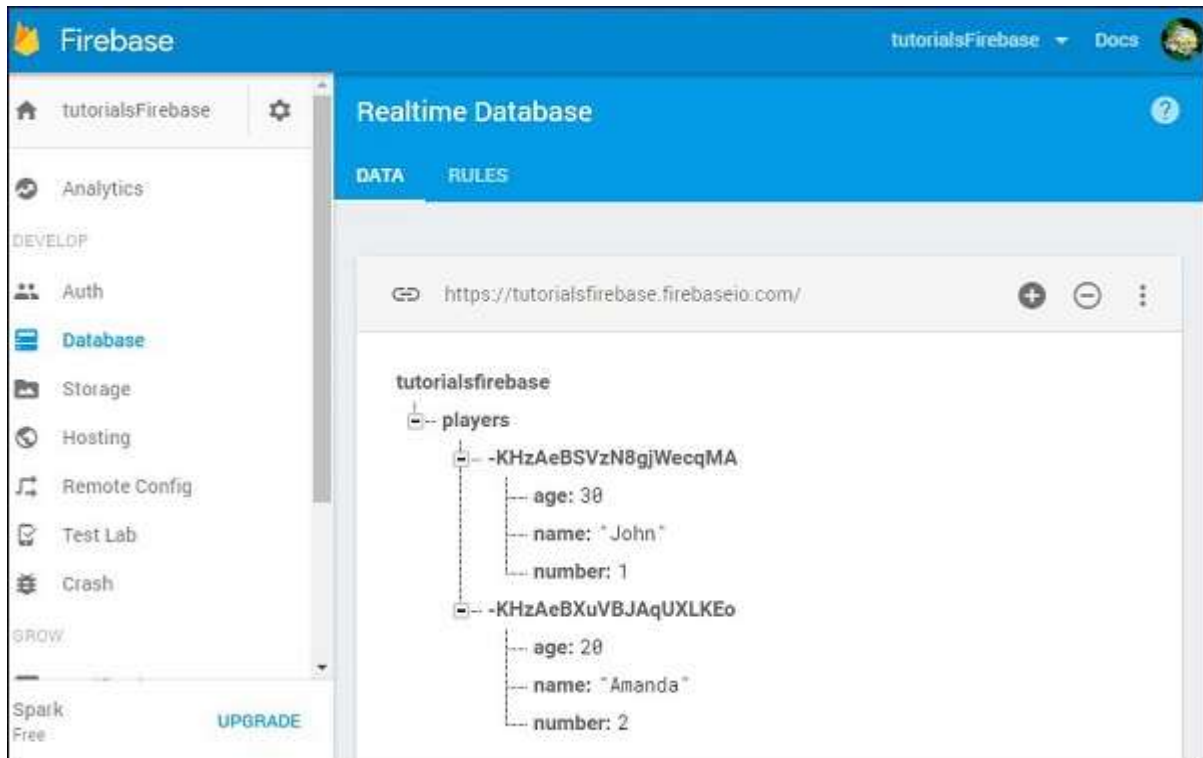 Firebase
tutorialsFirebase
Docs
tutorialsFirebase
Analytics
DEVELOP
Auth
Database
Storage
Hosting
Remote Config
Test Lab
Crash
GROW
Spark
Free
UPGRADE
Realtime Database
?
DATA RULES
https://tutorialsfirebase.firebaseio.com/
tutorialsfirebase
players
-KHzAeBSVzN8gjWecqMA
age: 30
name: "John"
number: 1
-KHzAeBXuVBJAqUXLKEo
age: 20
name: "Amanda"
number: 2